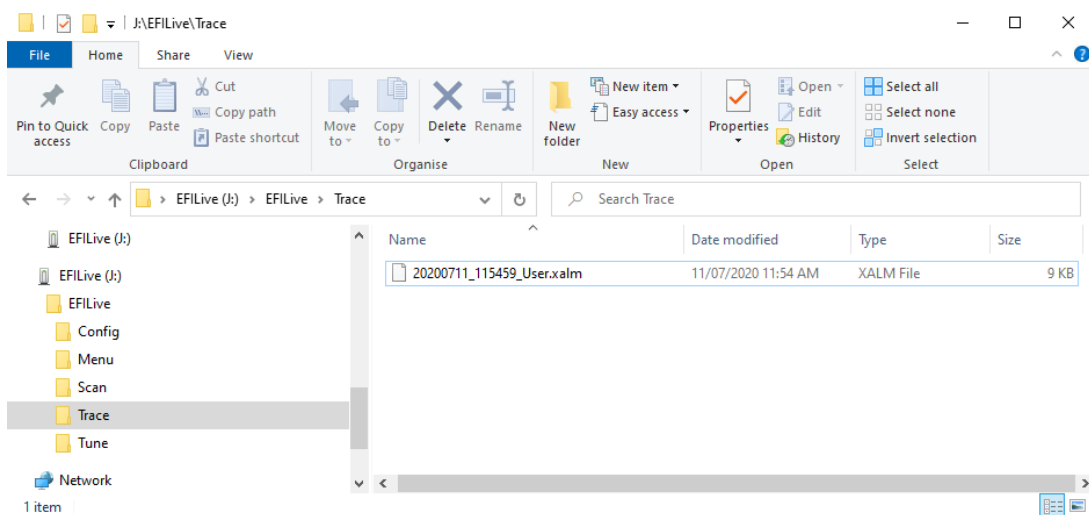 J:\EFILive\Trace
File Home Share View
Pin to Quick access
Copy
Paste
Cut
Copy path
Paste shortcut
Clipboard
Move to
Copy to
Delete
Rename
Organise
New folder
New item
Easy access
New
Properties
Open
Edit
History
Open
Select all
Select none
Invert selection
Select
EFILive (J:) > EFILive > Trace
Search Trace
EFILive (J:)
EFILive (J:)
EFILive
Config
Menu
Scan
Trace
Tune
Network
Name Date modified Type Size
20200711_115459_User.xalm 11/07/2020 11:54 AM XALM File 9 KB
1 item